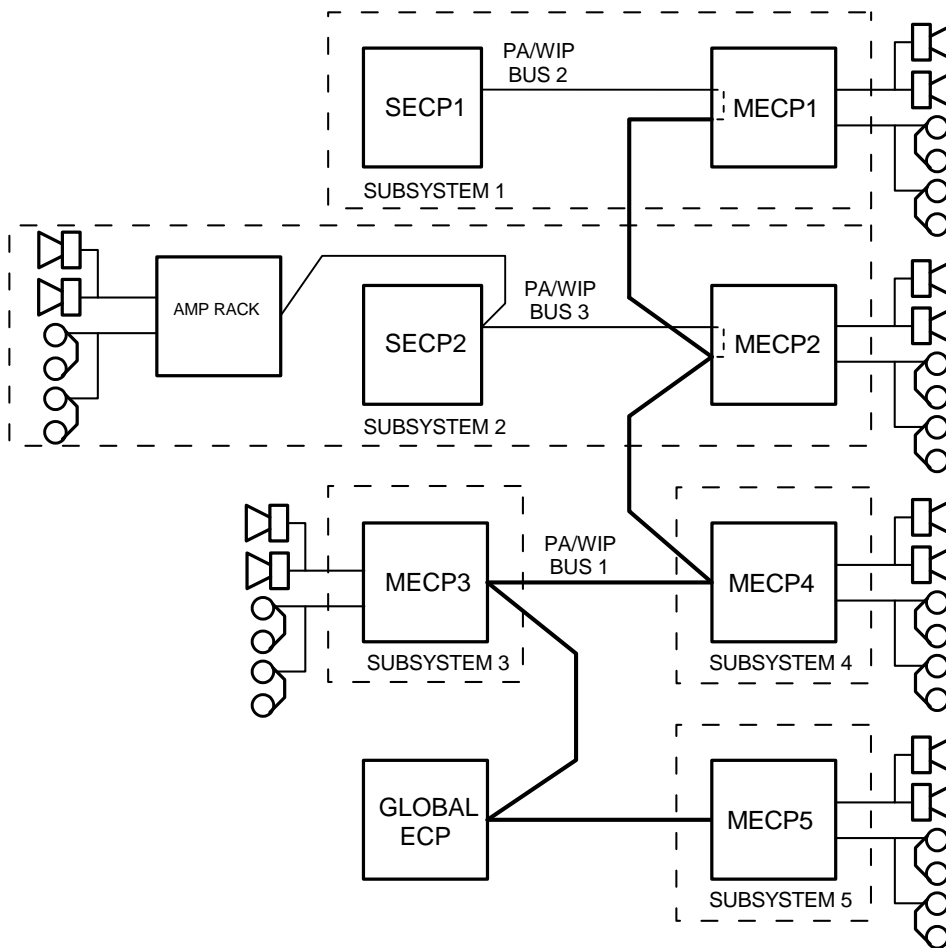 PA/WIP
BUS 2
SECP1
MECP1
SUBSYSTEM 1
AMP RACK
PA/WIP
BUS 3
SECP2
MECP2
SUBSYSTEM 2
PA/WIP
BUS 1
MECP3
MECP4
SUBSYSTEM 3
SUBSYSTEM 4
GLOBAL
ECP
MECP5
SUBSYSTEM 5